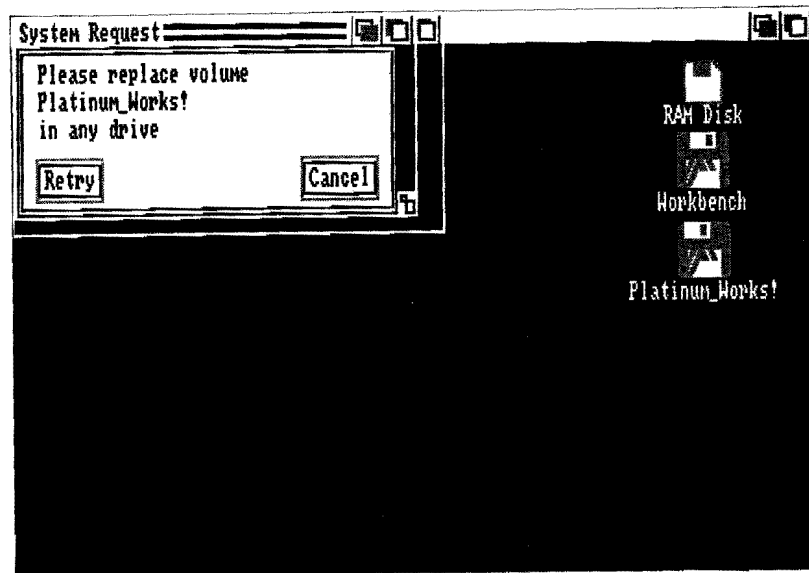 System Request
Please replace volume
Platinum_Works!
in any drive
Retry
Cancel
RAM Disk
Workbench
Platinum_Works!